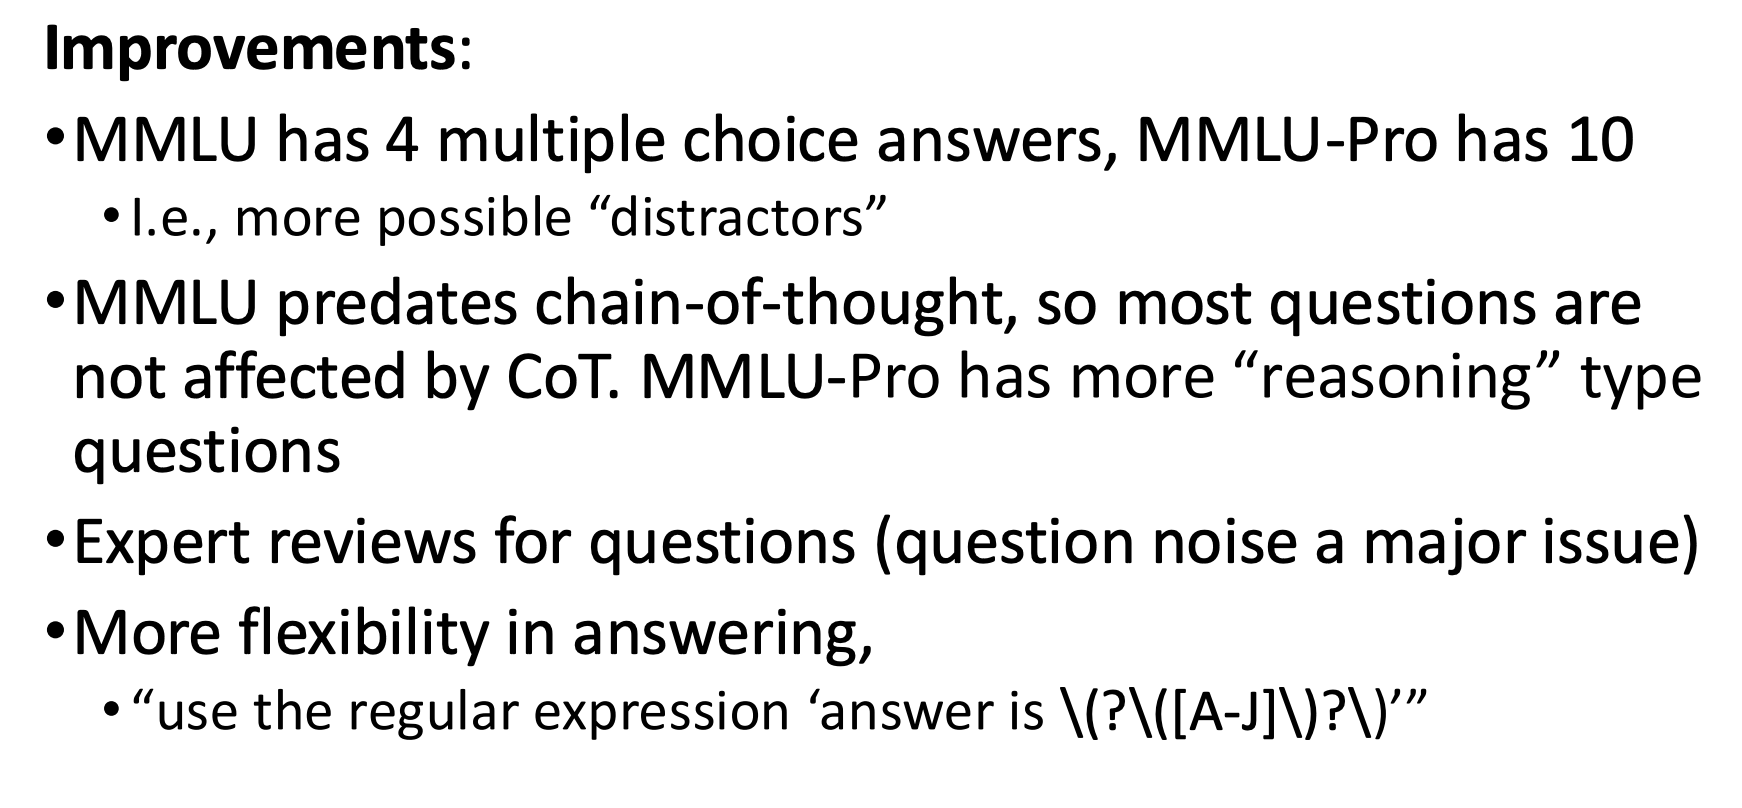 Improvements:
•MMLU has 4 multiple choice answers, MMLU-Pro has 10
•I.e., more possible “distractors”
•MMLU predates chain-of-thought, so most questions are
not affected by CoT. MMLU-Pro has more “reasoning” type
questions
•Expert reviews for questions (question noise a major issue)
•More flexibility in answering,
•“use the regular expression ‘answer is \(?\([A-J]\)?\)’”